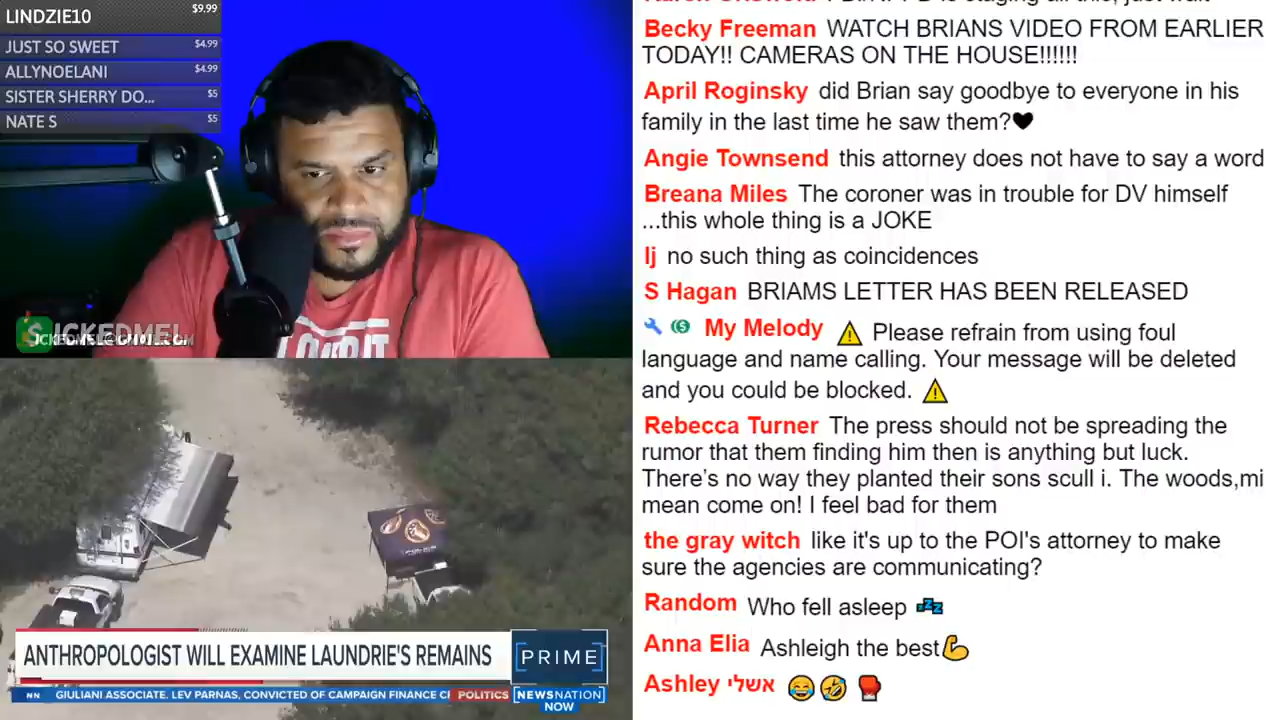 LINDZIE10 $9.99
JUST SO SWEET $4.99
ALLYNOELANI $4.99
SISTER SHERRY DO... $5
NATE S $5
ICKEDMEL
ICKEDMEL@GMAIL.COM
ANTHROPOLOGIST WILL EXAMINE LAUNDRIE'S REMAINS
PRIME
NN GIULIANI ASSOCIATE, LEV PARNAS, CONVICTED OF CAMPAIGN FINANCE C
POLITICS
NEWSNATION
NOW
Becky Freeman WATCH BRIANS VIDEO FROM EARLIER
TODAY!! CAMERAS ON THE HOUSE!!!!!!
April Roginsky did Brian say goodbye to everyone in his
family in the last time he saw them?🖤
Angie Townsend this attorney does not have to say a word
Breana Miles The coroner was in trouble for DV himself
...this whole thing is a JOKE
lj no such thing as coincidences
S Hagan BRIAMS LETTER HAS BEEN RELEASED
My Melody ⚠️ Please refrain from using foul
language and name calling. Your message will be deleted
and you could be blocked. ⚠️
Rebecca Turner The press should not be spreading the
rumor that them finding him then is anything but luck.
There's no way they planted their sons scull i. The woods,mi
mean come on! I feel bad for them
the gray witch like it's up to the POI's attorney to make
sure the agencies are communicating?
Random Who fell asleep 💤
Anna Elia Ashleigh the best💪
Ashley אשלי 😂🤣🥊